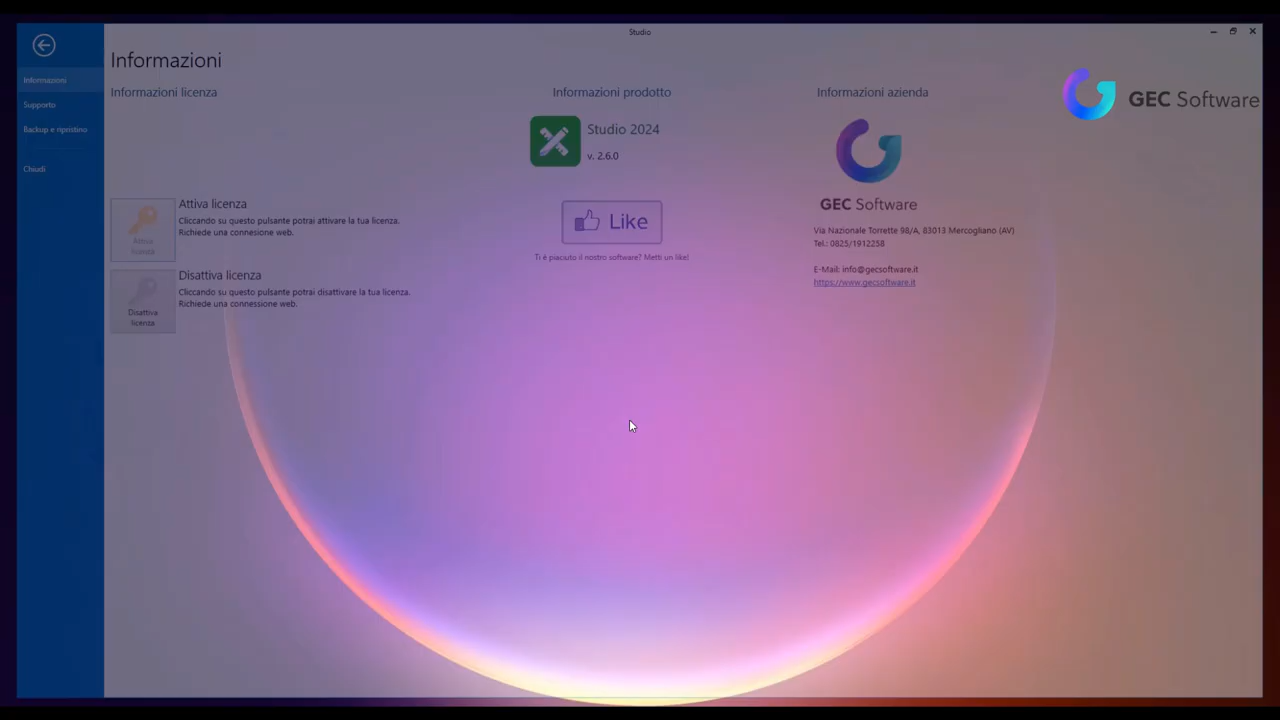 Studio
Informazioni
Supporto
Backup e ripristino
Chiudi
Informazioni
Informazioni licenza
Attiva licenza
Attiva licenza
Cliccando su questo pulsante potrai attivare la tua licenza.
Richiede una connesione web.
Disattiva licenza
Disattiva licenza
Cliccando su questo pulsante potrai disattivare la tua licenza.
Richiede una connesione web.
Informazioni prodotto
Studio 2024
v. 2.6.0
Like
Ti è piaciuto il nostro software? Metti un like!
Informazioni azienda
GEC Software
Via Nazionale Torrette 98/A, 83013 Mercogliano (AV)
Tel.: 0825/1912258
E-Mail: info@gecsoftware.it
https://www.gecsoftware.it
GEC Software